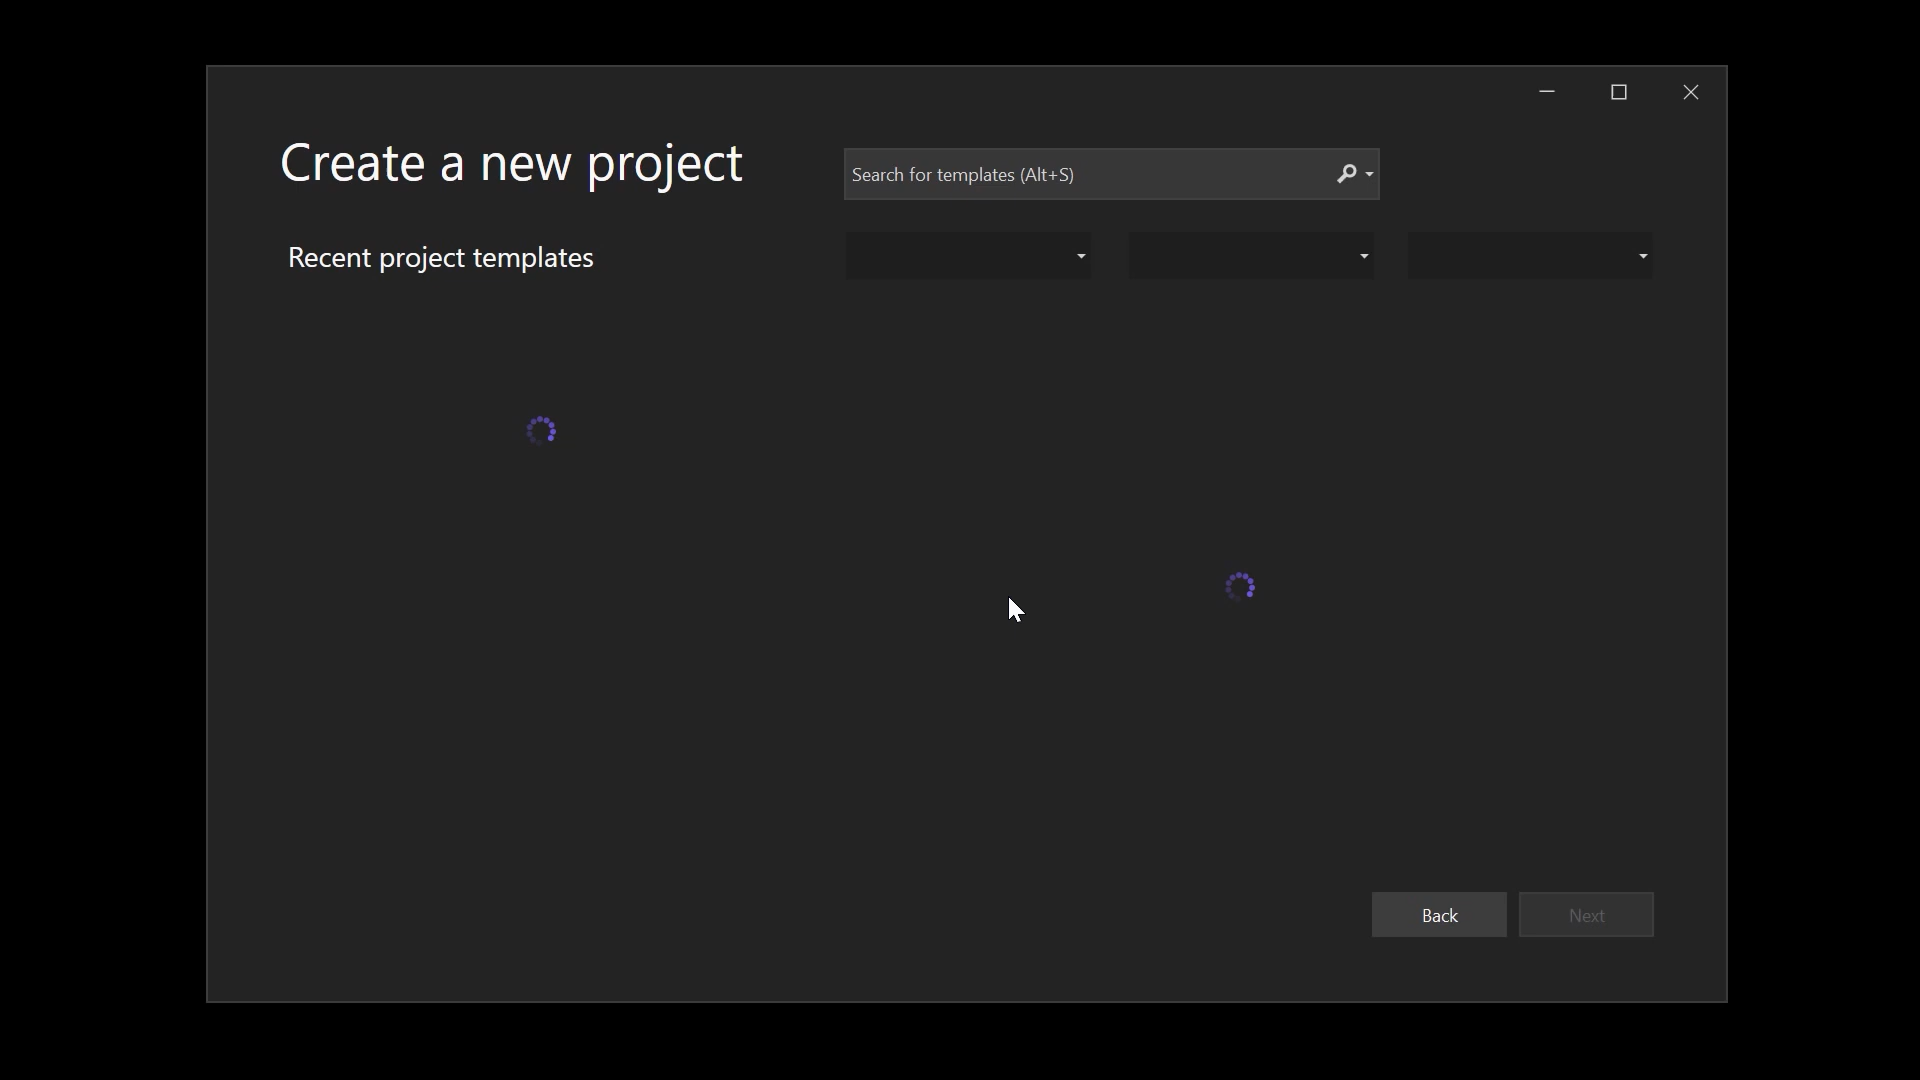 Create a new project
Search for templates (Alt+S)
Recent project templates
Back
Next